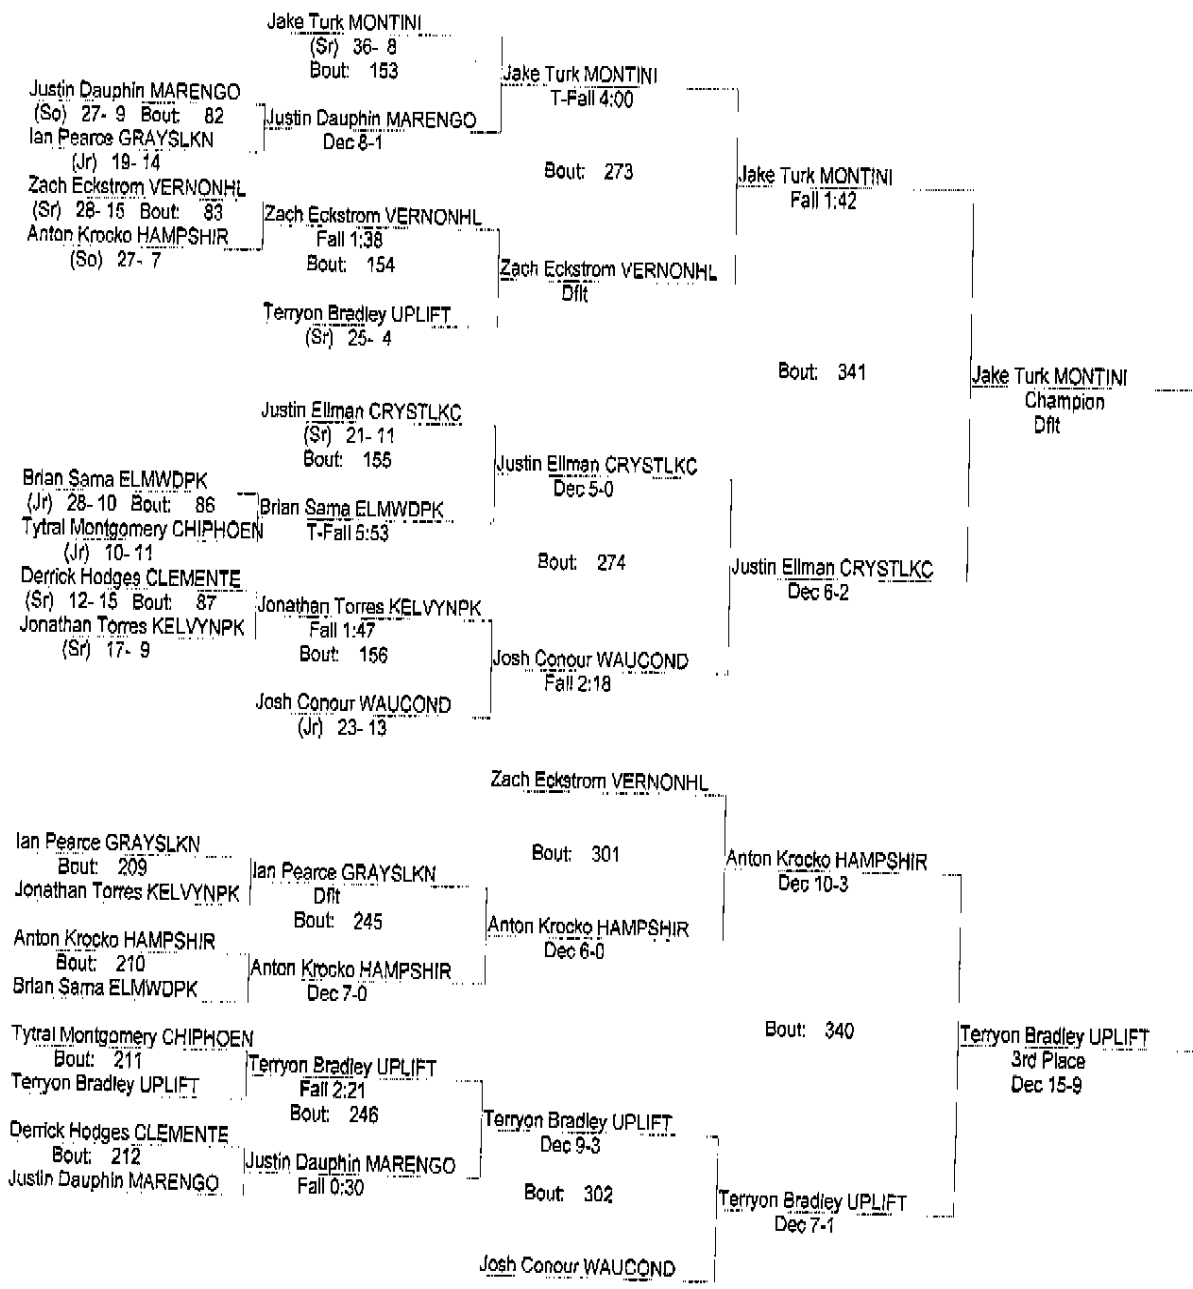 Jake Turk MONTINI
(Sr) 36- 8
Bout: 153
Jake Turk MONTINI
T-Fall 4:00
Justin Dauphin MARENGO
(So) 27- 9 Bout: 82
Justin Dauphin MARENGO
Dec 8-1
Ian Pearce GRAYSLKN
(Jr) 19- 14
Bout: 273
Jake Turk MONTINI
Fall 1:42
Zach Eckstrom VERNONHL
(Sr) 28- 15 Bout: 83
Zach Eckstrom VERNONHL
Fall 1:38
Bout: 154
Anton Krocko HAMPSHIR
(So) 27- 7
Zach Eckstrom VERNONHL
Dflt
Terryon Bradley UPLIFT
(Sr) 25- 4
Bout: 341
Jake Turk MONTINI
Champion
Dflt
Justin Ellman CRYSTLKC
(Sr) 21- 11
Bout: 155
Justin Ellman CRYSTLKC
Dec 5-0
Brian Sama ELMWDPK
(Jr) 28- 10 Bout: 86
Brian Sama ELMWDPK
T-Fall 5:53
Tytral Montgomery CHIPHOEN
(Jr) 10- 11
Bout: 274
Justin Ellman CRYSTLKC
Dec 6-2
Derrick Hodges CLEMENTE
(Sr) 12- 15 Bout: 87
Jonathan Torres KELVYNPK
Fall 1:47
Bout: 156
Jonathan Torres KELVYNPK
(Sr) 17- 9
Josh Conour WAUCOND
Fall 2:18
Josh Conour WAUCOND
(Jr) 23- 13
Zach Eckstrom VERNONHL
Ian Pearce GRAYSLKN
Bout: 209
Jonathan Torres KELVYNPK
Ian Pearce GRAYSLKN
Dflt
Bout: 245
Bout: 301
Anton Krocko HAMPSHIR
Dec 10-3
Anton Krocko HAMPSHIR
Dec 6-0
Anton Krocko HAMPSHIR
Bout: 210
Brian Sama ELMWDPK
Anton Krocko HAMPSHIR
Dec 7-0
Tytral Montgomery CHIPHOEN
Bout: 211
Terryon Bradley UPLIFT
Terryon Bradley UPLIFT
Fall 2:21
Bout: 246
Bout: 340
Terryon Bradley UPLIFT
3rd Place
Dec 15-9
Terryon Bradley UPLIFT
Dec 9-3
Derrick Hodges CLEMENTE
Bout: 212
Justin Dauphin MARENGO
Justin Dauphin MARENGO
Fall 0:30
Bout: 302
Terryon Bradley UPLIFT
Dec 7-1
Josh Conour WAUCOND